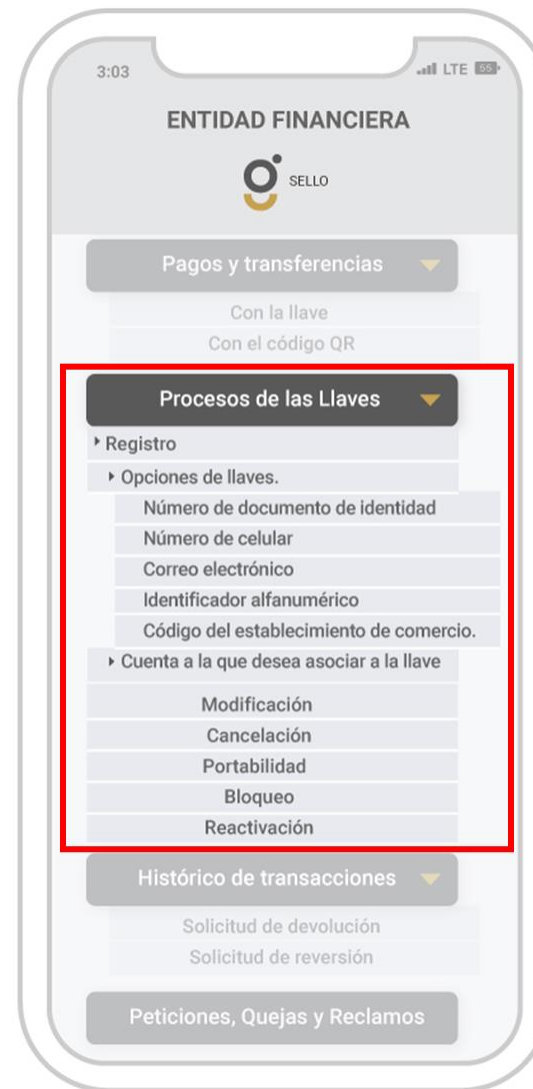 3:03 LTE 55
ENTIDAD FINANCIERA
SELLO
Pagos y transferencias
Con la llave
Con el código QR
Procesos de las Llaves
Registro
Opciones de llaves.
Número de documento de identidad
Número de celular
Correo electrónico
Identificador alfanumérico
Código del establecimiento de comercio.
Cuenta a la que desea asociar a la llave
Modificación
Cancelación
Portabilidad
Bloqueo
Reactivación
Histórico de transacciones
Solicitud de devolución
Solicitud de reversión
Peticiones, Quejas y Reclamos